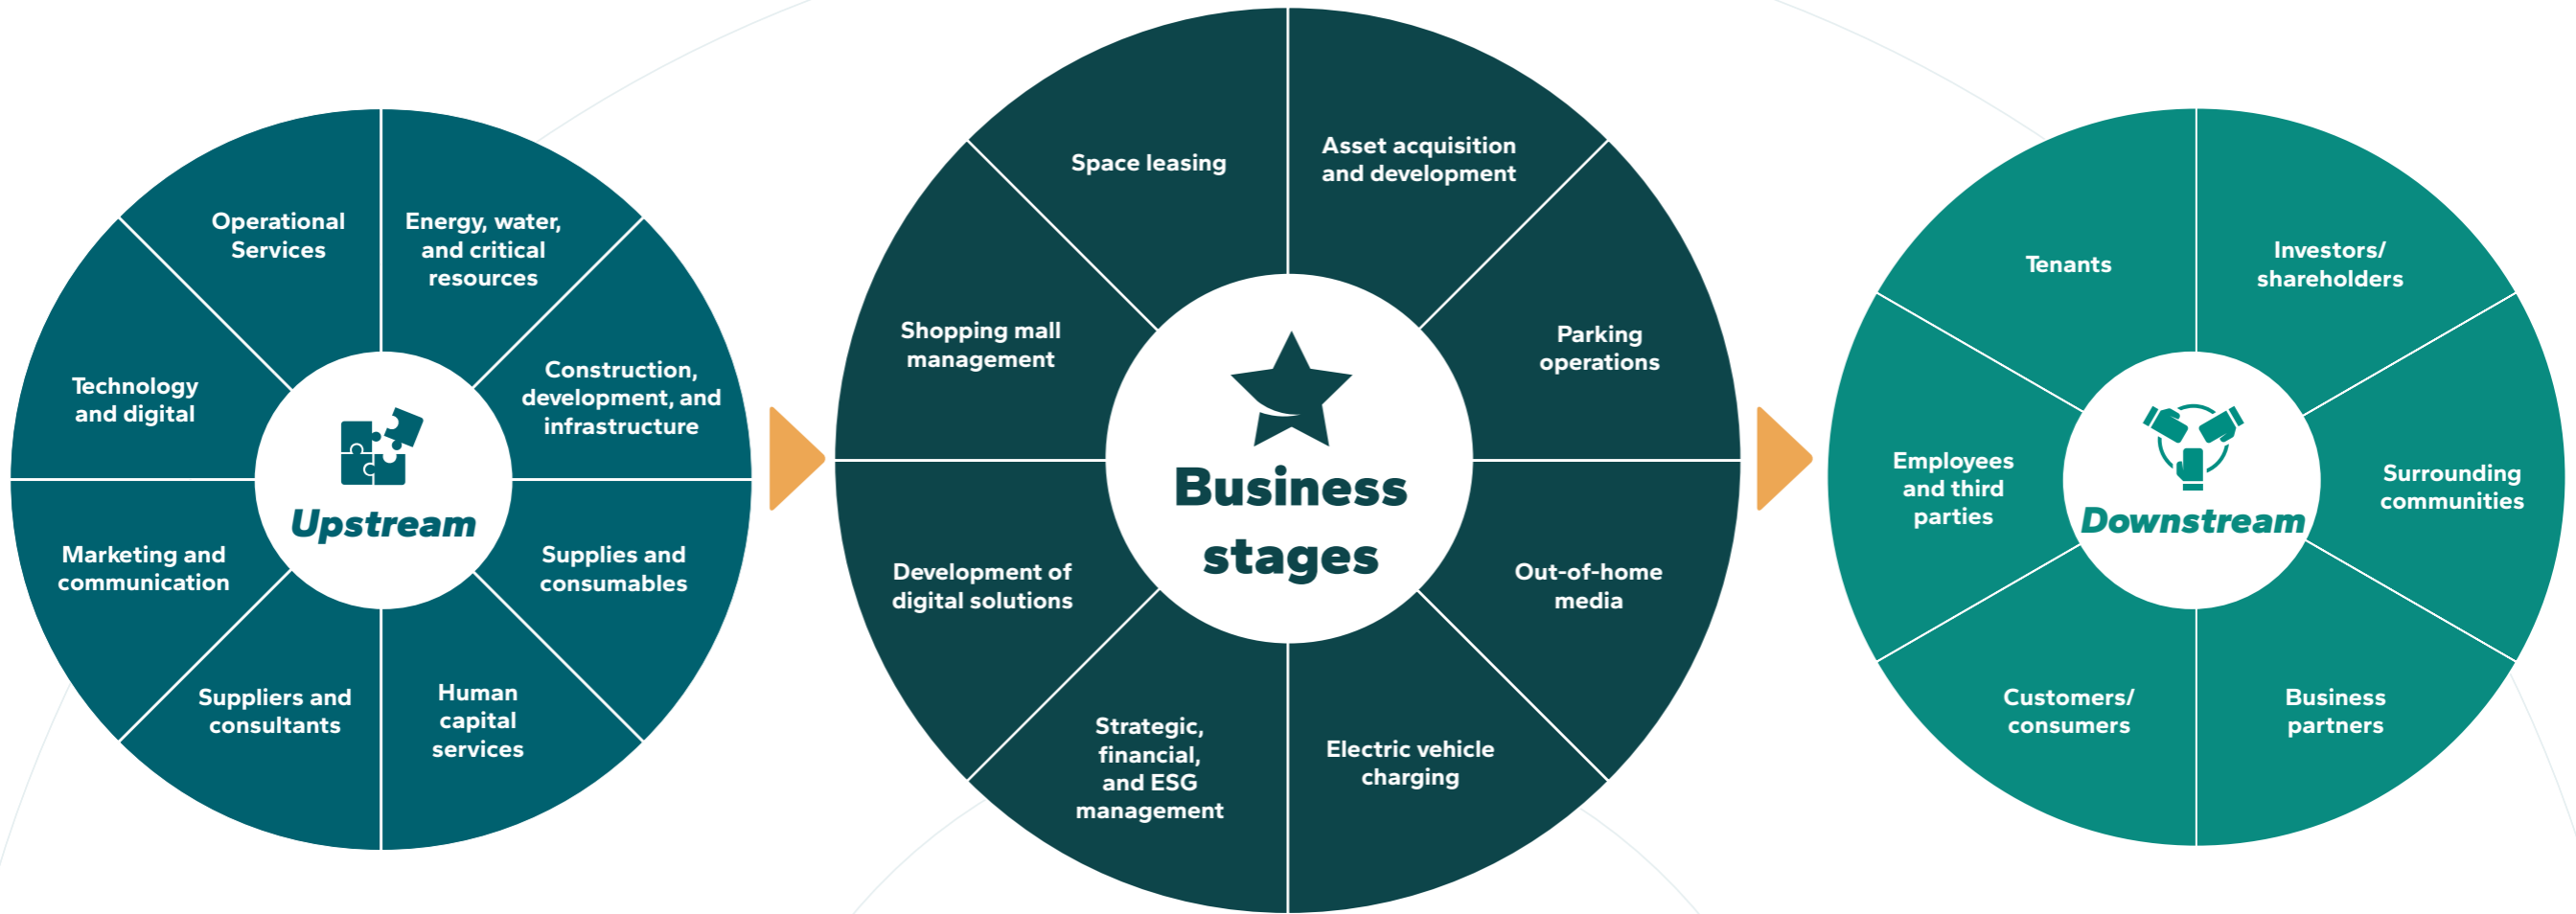 Operational
Services
Energy, water,
and critical
resources
Construction,
development, and
infrastructure
Supplies and
consumables
Human
capital
services
Suppliers and
consultants
Marketing and
communication
Technology
and digital
Upstream
Space leasing
Asset acquisition
and development
Parking
operations
Out-of-home
media
Electric vehicle
charging
Strategic,
financial,
and ESG
management
Development of
digital solutions
Shopping mall
management
Business
stages
Tenants
Investors/
shareholders
Surrounding
communities
Business
partners
Customers/
consumers
Employees
and third
parties
Downstream